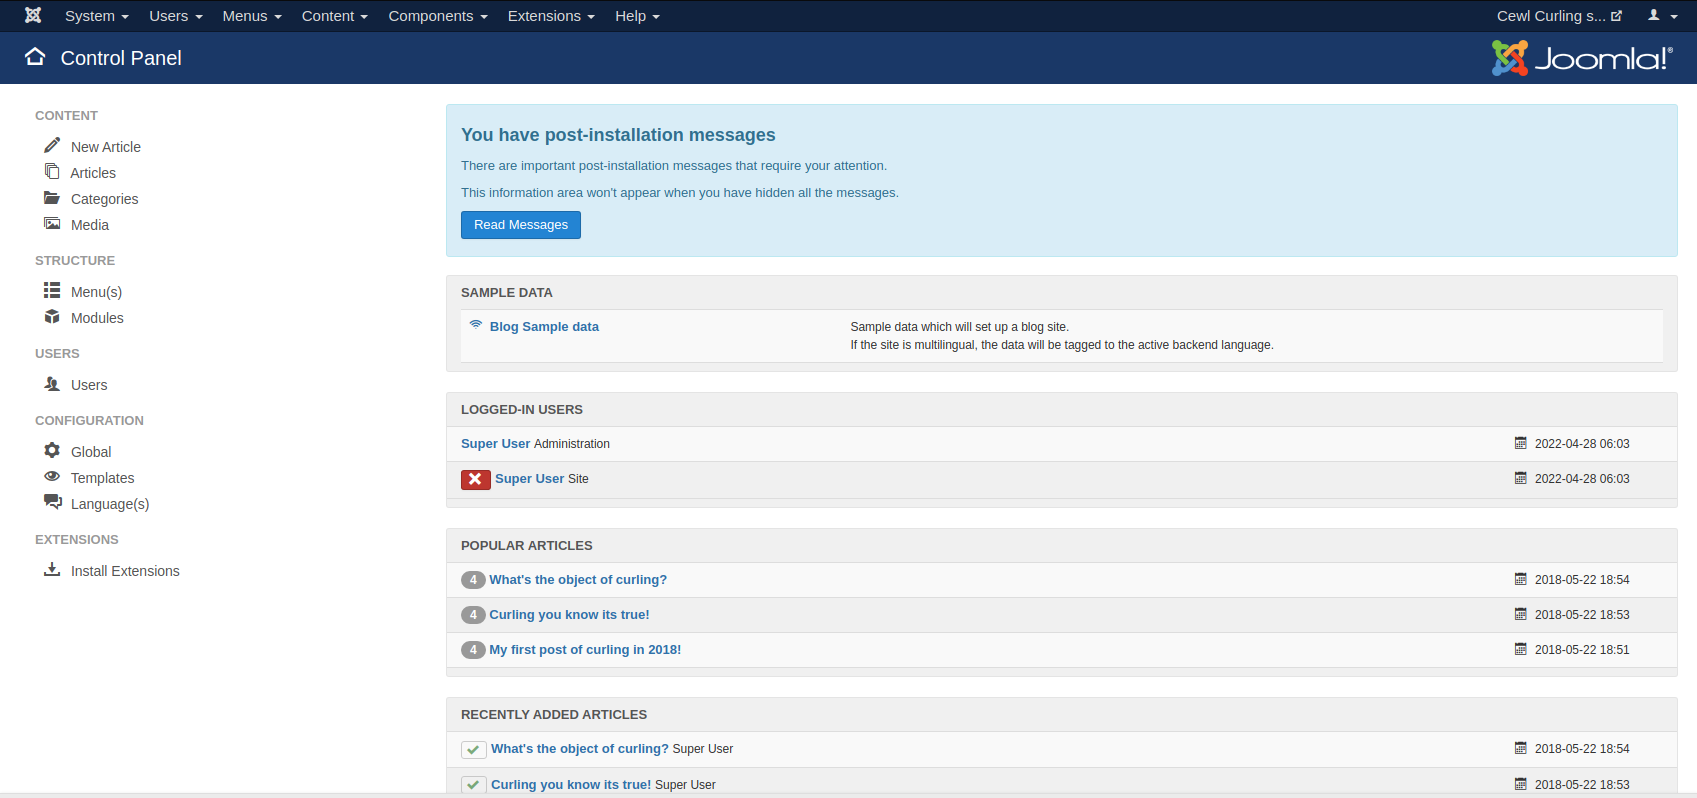 System Users Menus Content Components Extensions Help Cewl Curling s...
Control Panel Joomla!®
CONTENT
New Article
Articles
Categories
Media
STRUCTURE
Menu(s)
Modules
USERS
Users
CONFIGURATION
Global
Templates
Language(s)
EXTENSIONS
Install Extensions
You have post-installation messages
There are important post-installation messages that require your attention.
This information area won't appear when you have hidden all the messages.
Read Messages
SAMPLE DATA
Blog Sample data Sample data which will set up a blog site.
If the site is multilingual, the data will be tagged to the active backend language.
LOGGED-IN USERS
Super User Administration 2022-04-28 06:03
Super User Site 2022-04-28 06:03
POPULAR ARTICLES
4 What's the object of curling? 2018-05-22 18:54
4 Curling you know its true! 2018-05-22 18:53
4 My first post of curling in 2018! 2018-05-22 18:51
RECENTLY ADDED ARTICLES
What's the object of curling? Super User 2018-05-22 18:54
Curling you know its true! Super User 2018-05-22 18:53